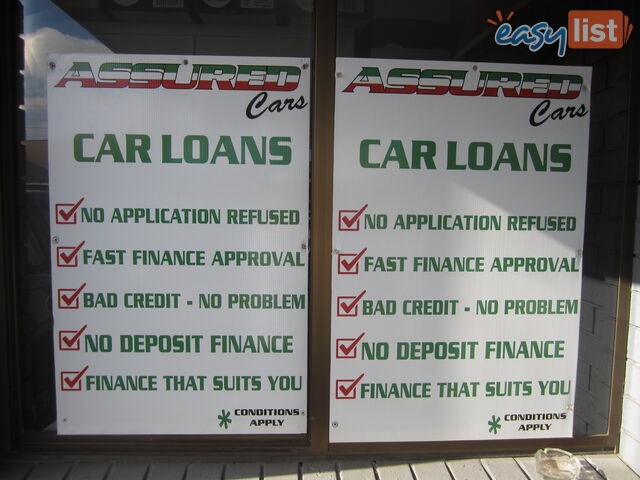 easy list
ASSURED
Cars
CAR LOANS
NO APPLICATION REFUSED
FAST FINANCE APPROVAL
BAD CREDIT - NO PROBLEM
NO DEPOSIT FINANCE
FINANCE THAT SUITS YOU
* CONDITIONS
APPLY
ASSURED
Cars
CAR LOANS
NO APPLICATION REFUSED
FAST FINANCE APPROVAL
BAD CREDIT - NO PROBLEM
NO DEPOSIT FINANCE
FINANCE THAT SUITS YOU
* CONDITIONS
APPLY